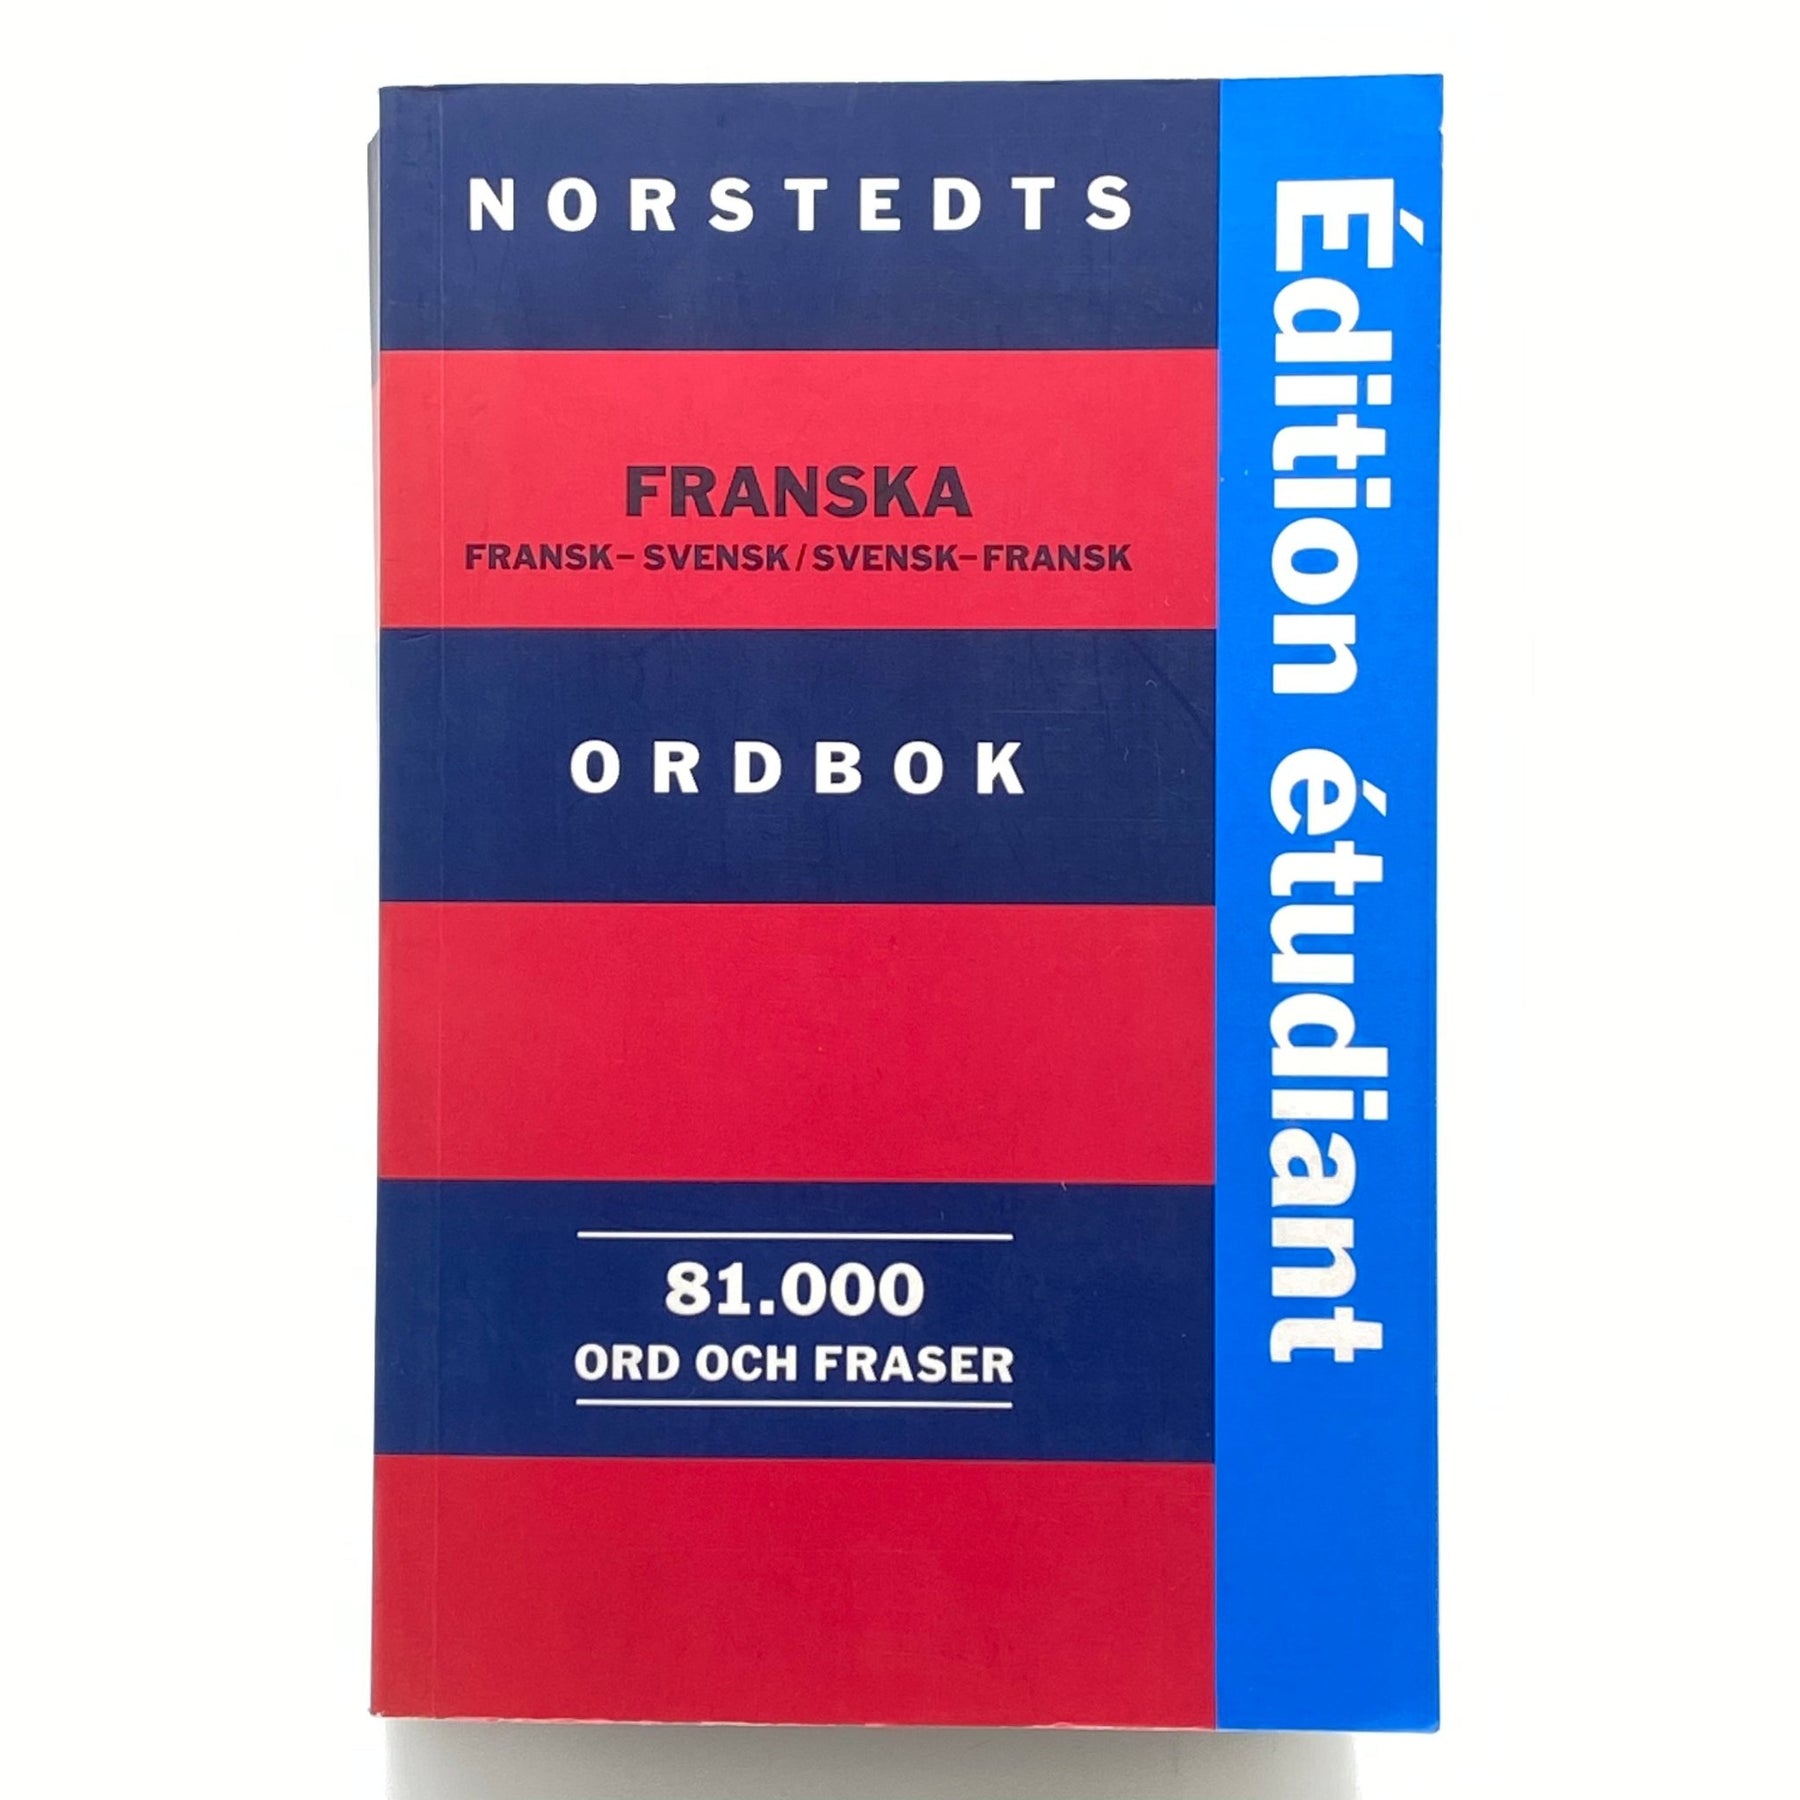 NORSTEDTS
FRANSKA
FRANSK–SVENSK/SVENSK–FRANSK
ORDBOK
81.000
ORD OCH FRASER
Édition étudiant